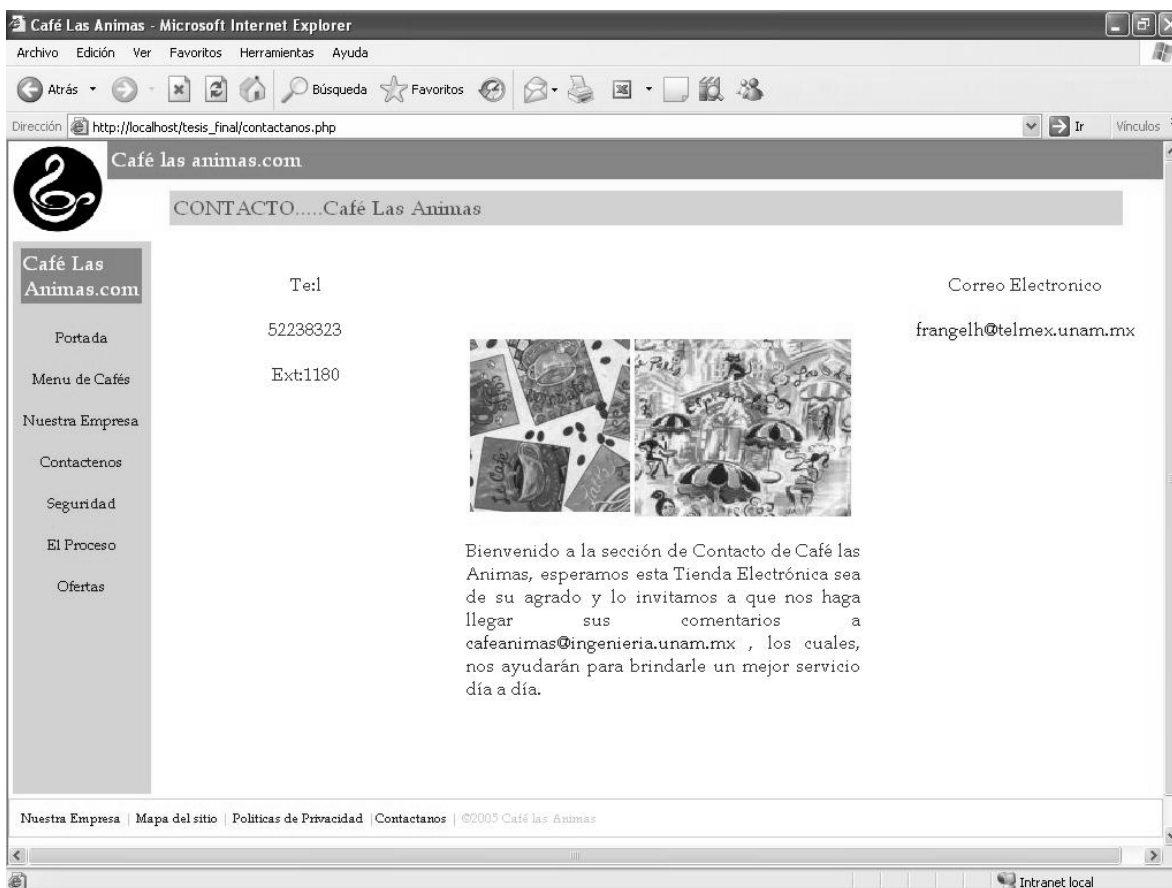 Café Las Animas - Microsoft Internet Explorer
Archivo Edición Ver Favoritos Herramientas Ayuda
Atrás Búsqueda Favoritos
Dirección http://localhost/tesis_final/contactanos.php Ir Vínculos
Café las animas.com
CONTACTO.....Café Las Animas
Café Las
Animas.com
Portada
Menu de Cafés
Nuestra Empresa
Contactenos
Seguridad
El Proceso
Ofertas
Te:l
52238323
Ext:1180
Correo Electronico
frangelh@telmex.unam.mx
Bienvenido a la sección de Contacto de Café las
Animas, esperamos esta Tienda Electrónica sea
de su agrado y lo invitamos a que nos haga
llegar sus comentarios a
cafeanimas@ingenieria.unam.mx , los cuales,
nos ayudarán para brindarle un mejor servicio
día a día.
Nuestra Empresa | Mapa del sitio | Politicas de Privacidad |Contactanos | ©2005 Café las Animas
Intranet local